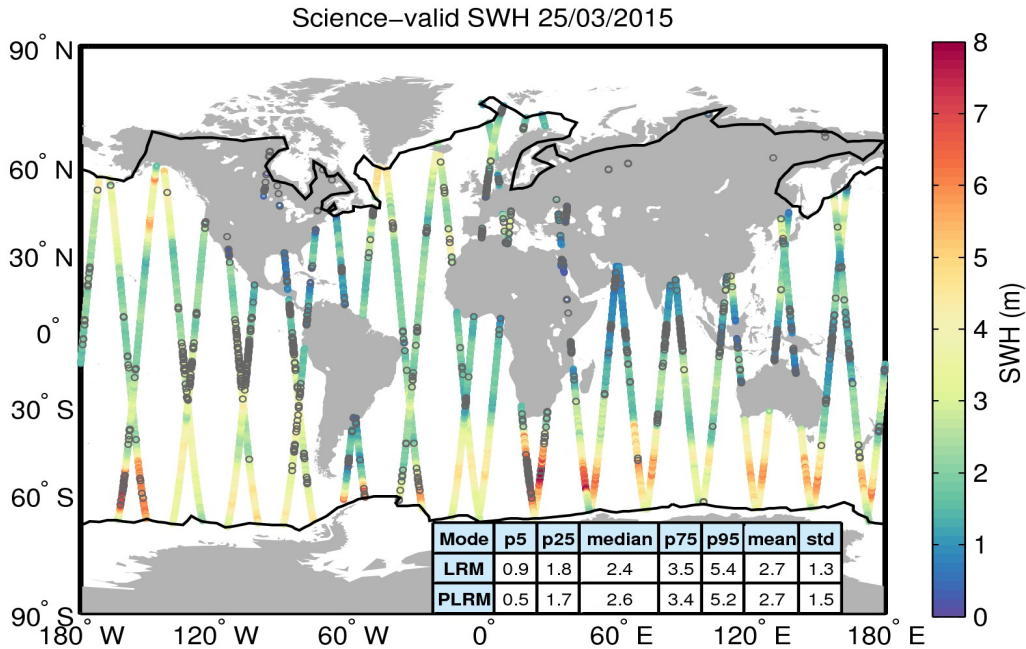 Science−valid SWH 25/03/2015
90° N
60° N
30° N
0°
30° S
60° S
90° S
180° W
120° W
60° W
0°
60° E
120° E
180° E
8
7
6
5
4
3
2
1
0
SWH (m)
Mode p5 p25 median p75 p95 mean std
LRM 0.9 1.8 2.4 3.5 5.4 2.7 1.3
PLRM 0.5 1.7 2.6 3.4 5.2 2.7 1.5